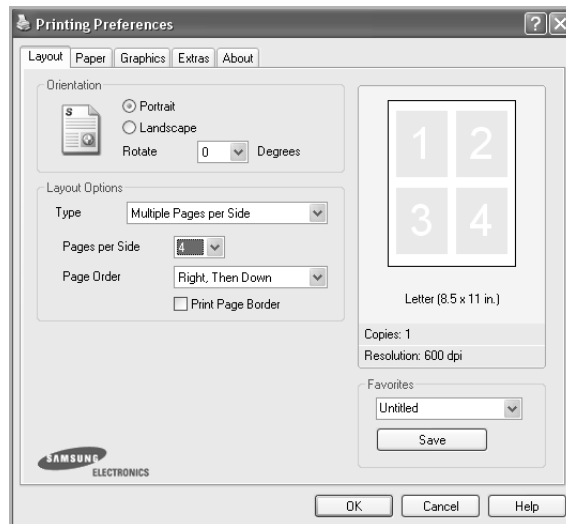 Printing Preferences
Layout Paper Graphics Extras About
Orientation
S
Portrait
Landscape
Rotate 0 Degrees
Layout Options
Type Multiple Pages per Side
Pages per Side 4
Page Order Right, Then Down
Print Page Border
1 2
3 4
Letter (8.5 x 11 in.)
Copies: 1
Resolution: 600 dpi
Favorites
Untitled
Save
SAMSUNG
ELECTRONICS
OK Cancel Help